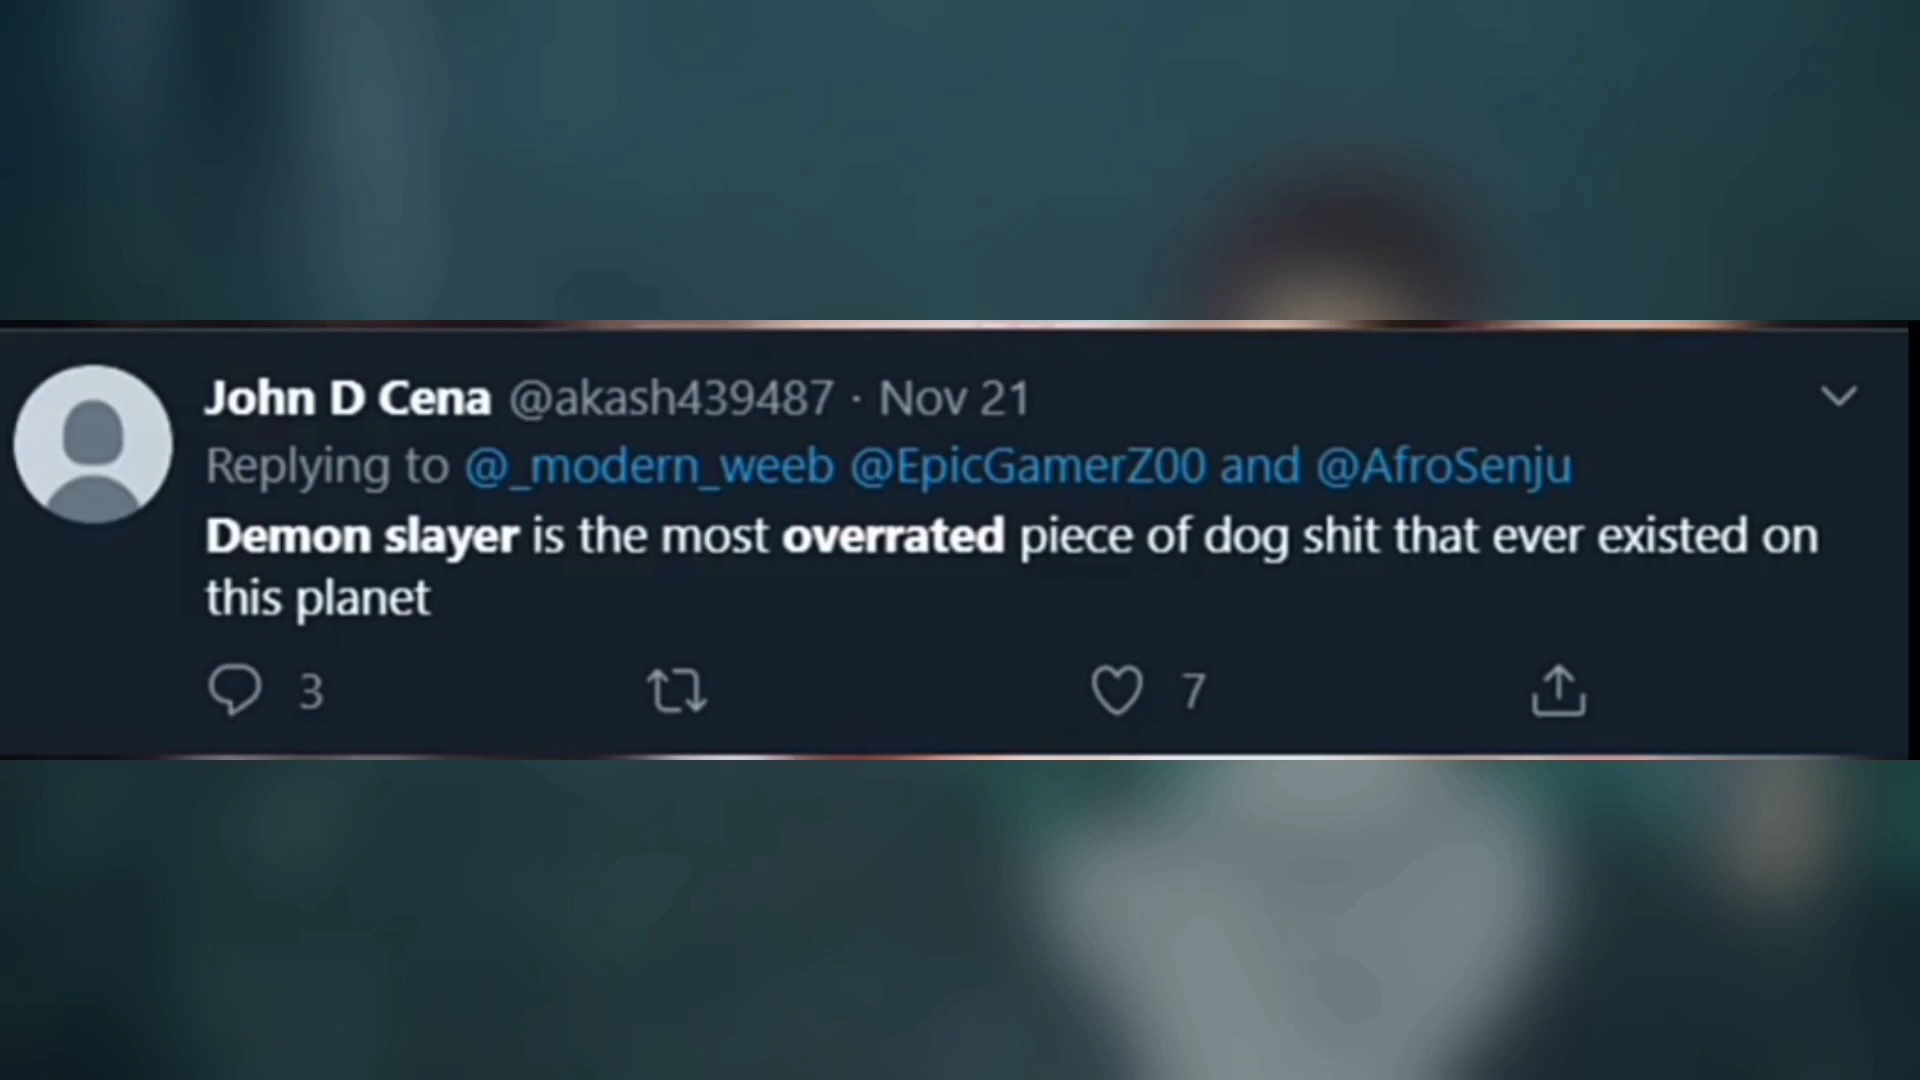 John D Cena @akash439487 · Nov 21
Replying to @_modern_weeb @EpicGamerZ00 and @AfroSenju
Demon slayer is the most overrated piece of dog shit that ever existed on
this planet
3 7